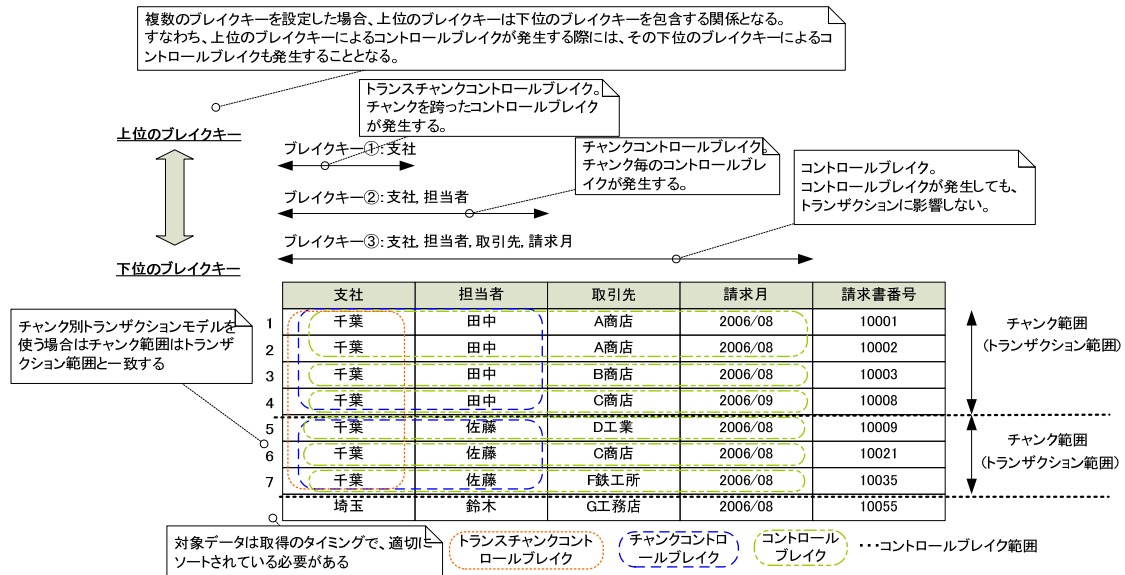 複数のブレイクキーを設定した場合、上位のブレイクキーは下位のブレイクキーを包含する関係となる。
すなわち、上位のブレイクキーによるコントロールブレイクが発生する際には、その下位のブレイクキーによるコ
ントロールブレイクも発生することとなる。
トランスチャンクコントロールブレイク。
チャンクを跨ったコントロールブレイク
が発生する。
上位のブレイクキー
ブレイクキー①:支社
チャンクコントロールブレイク。
チャンク毎のコントロールブレ
イクが発生する。
コントロールブレイク。
コントロールブレイクが発生しても、
トランザクションに影響しない。
ブレイクキー②:支社, 担当者
ブレイクキー③:支社, 担当者, 取引先, 請求月
下位のブレイクキー
支社 担当者 取引先 請求月 請求書番号
1 千葉 田中 A商店 2006/08 10001
2 千葉 田中 A商店 2006/08 10002
3 千葉 田中 B商店 2006/08 10003
4 千葉 田中 C商店 2006/09 10008
5 千葉 佐藤 D工業 2006/08 10009
6 千葉 佐藤 C商店 2006/08 10021
7 千葉 佐藤 F鉄工所 2006/08 10035
埼玉 鈴木 G工務店 2006/08 10055
チャンク範囲
(トランザクション範囲)
チャンク範囲
(トランザクション範囲)
チャンク別トランザクションモデルを
使う場合はチャンク範囲はトランザ
クション範囲と一致する
対象データは取得のタイミングで、適切に
ソートされている必要がある
トランスチャンクコント
ロールブレイク
チャンクコントロ
ールブレイク
コントロール
ブレイク
･･･コントロールブレイク範囲